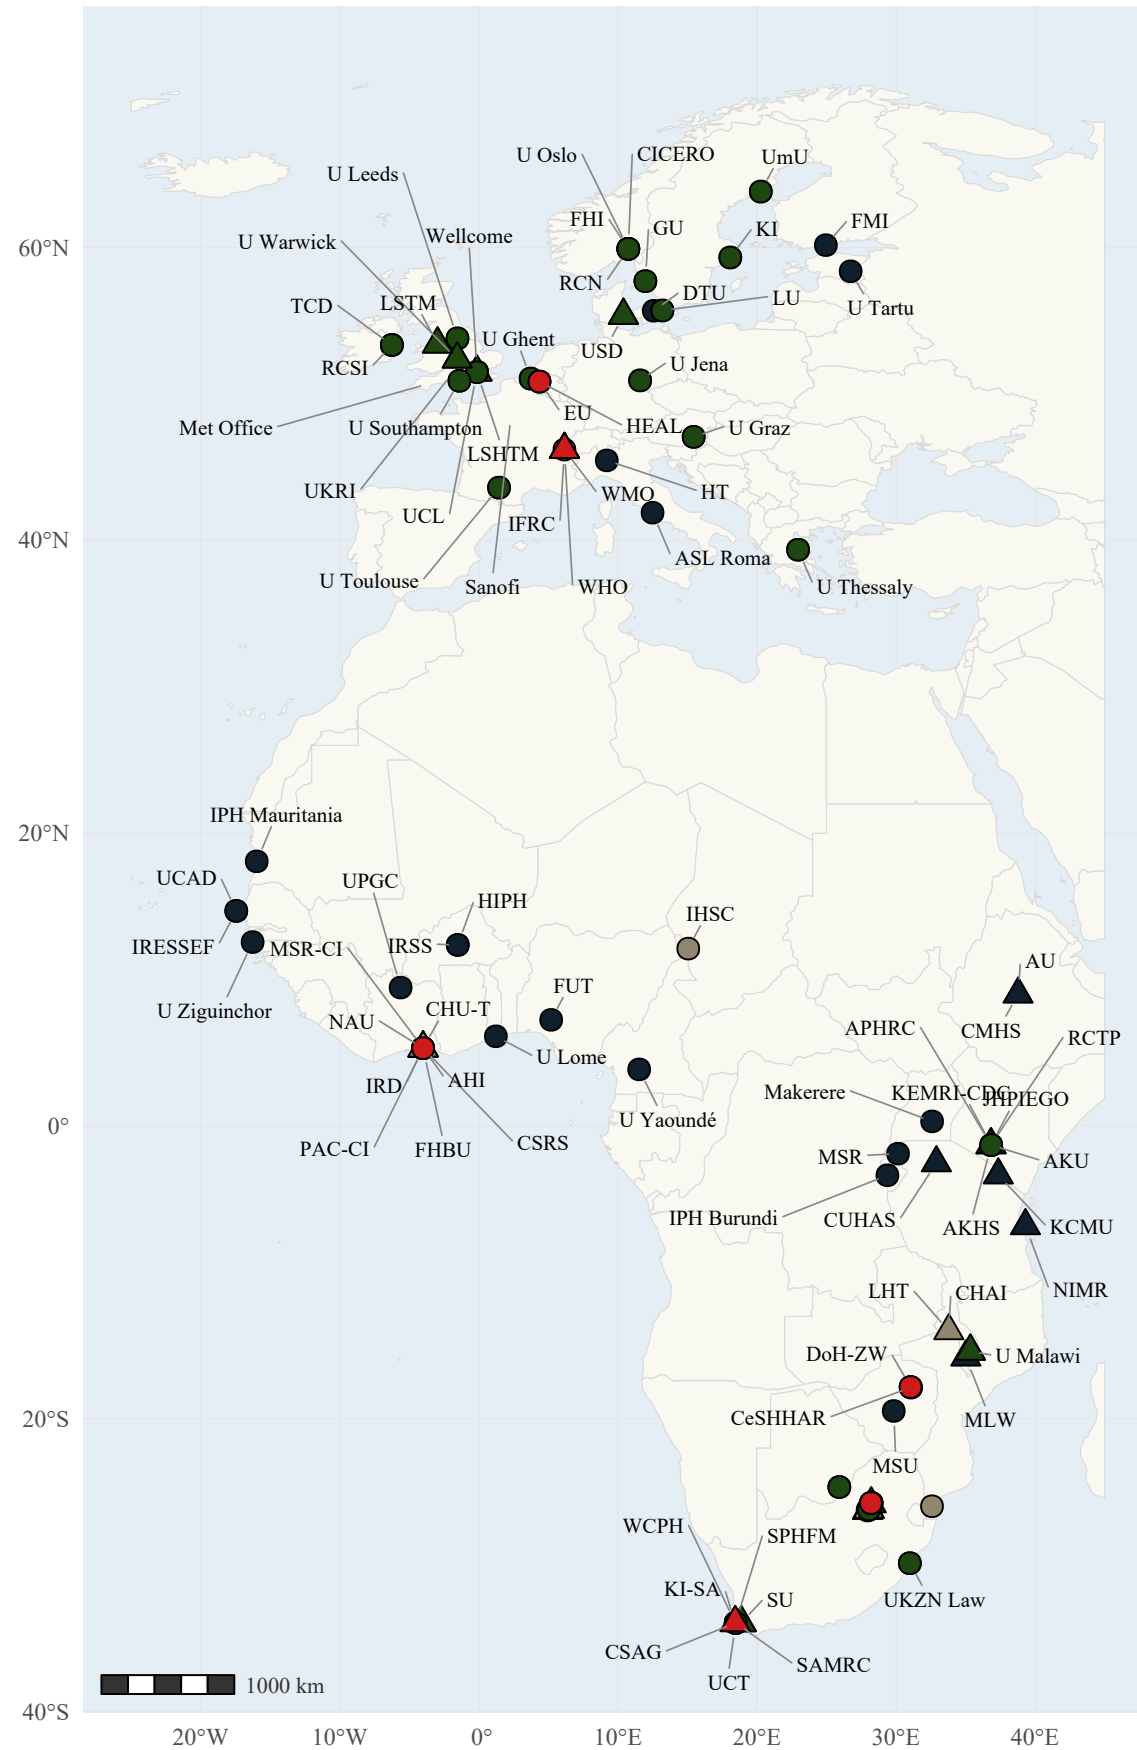 U Oslo
CICERO
UmU
U Leeds
FHI
GU
KI
FMI
U Warwick
Wellcome
RCN
DTU
LU
U Tartu
TCD
LSTM
U Ghent
USD
RCSI
U Jena
Met Office
U Southampton
EU
HEAL
U Graz
LSHTM
UKRI
WMO
HT
UCL
IFRC
ASL Roma
U Toulouse
Sanofi
WHO
U Thessaly
IPH Mauritania
UCAD
UPGC
HIPH
IHSC
IRESSEF
MSR-CI
IRSS
AU
U Ziguinchor
NAU
CHU-T
FUT
APHRC
CMHS
RCTP
U Lome
IRD
AHI
Makerere
KEMRI-CDC
JHPIEGO
U Yaoundé
PAC-CI
FHBU
CSRS
MSR
AKU
IPH Burundi
CUHAS
AKHS
KCMU
LHT
CHAI
NIMR
DoH-ZW
U Malawi
CeSHHAR
MLW
MSU
WCPH
SPHFM
KI-SA
SU
UKZN Law
CSAG
UCT
SAMRC
1000 km
60°N
40°N
20°N
0°
20°S
40°S
20°W
10°W
0°
10°E
20°E
30°E
40°E